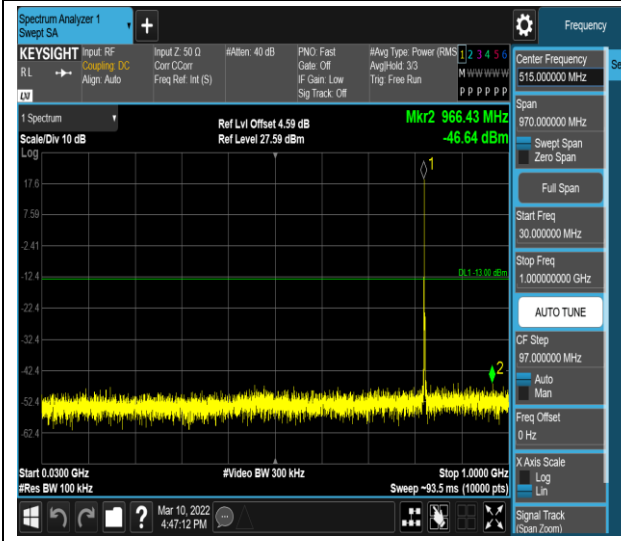 Spectrum Analyzer 1
Swept SA
+
Frequency
KEYSIGHT
RL
LXI
Input: RF
Coupling: DC
Align: Auto
Input Z: 50 Ω
Corr CCorr
Freq Ref: Int (S)
#Atten: 40 dB
PNO: Fast
Gate: Off
IF Gain: Low
Sig Track: Off
#Avg Type: Power (RMS
Avg|Hold: 3/3
Trig: Free Run
1 2 3 4 5 6
M W W W W W
P P P P P P
1 Spectrum
Scale/Div 10 dB
Log
Ref Lvl Offset 4.59 dB
Ref Level 27.59 dBm
Mkr2 966.43 MHz
-46.64 dBm
1
17.6
7.59
-2.41
-12.4
DL1 -13.00 dBm
-22.4
-32.4
-42.4
2
-52.4
-62.4
Start 0.0300 GHz
#Res BW 100 kHz
#Video BW 300 kHz
Stop 1.0000 GHz
Sweep ~93.5 ms (10000 pts)
Mar 10, 2022
4:47:12 PM
?
Center Frequency
515.000000 MHz
Se
Span
970.000000 MHz
Swept Span
Zero Span
Full Span
Start Freq
30.000000 MHz
Stop Freq
1.000000000 GHz
AUTO TUNE
CF Step
97.000000 MHz
Auto
Man
Freq Offset
0 Hz
X Axis Scale
Log
Lin
Signal Track
(Span Zoom)